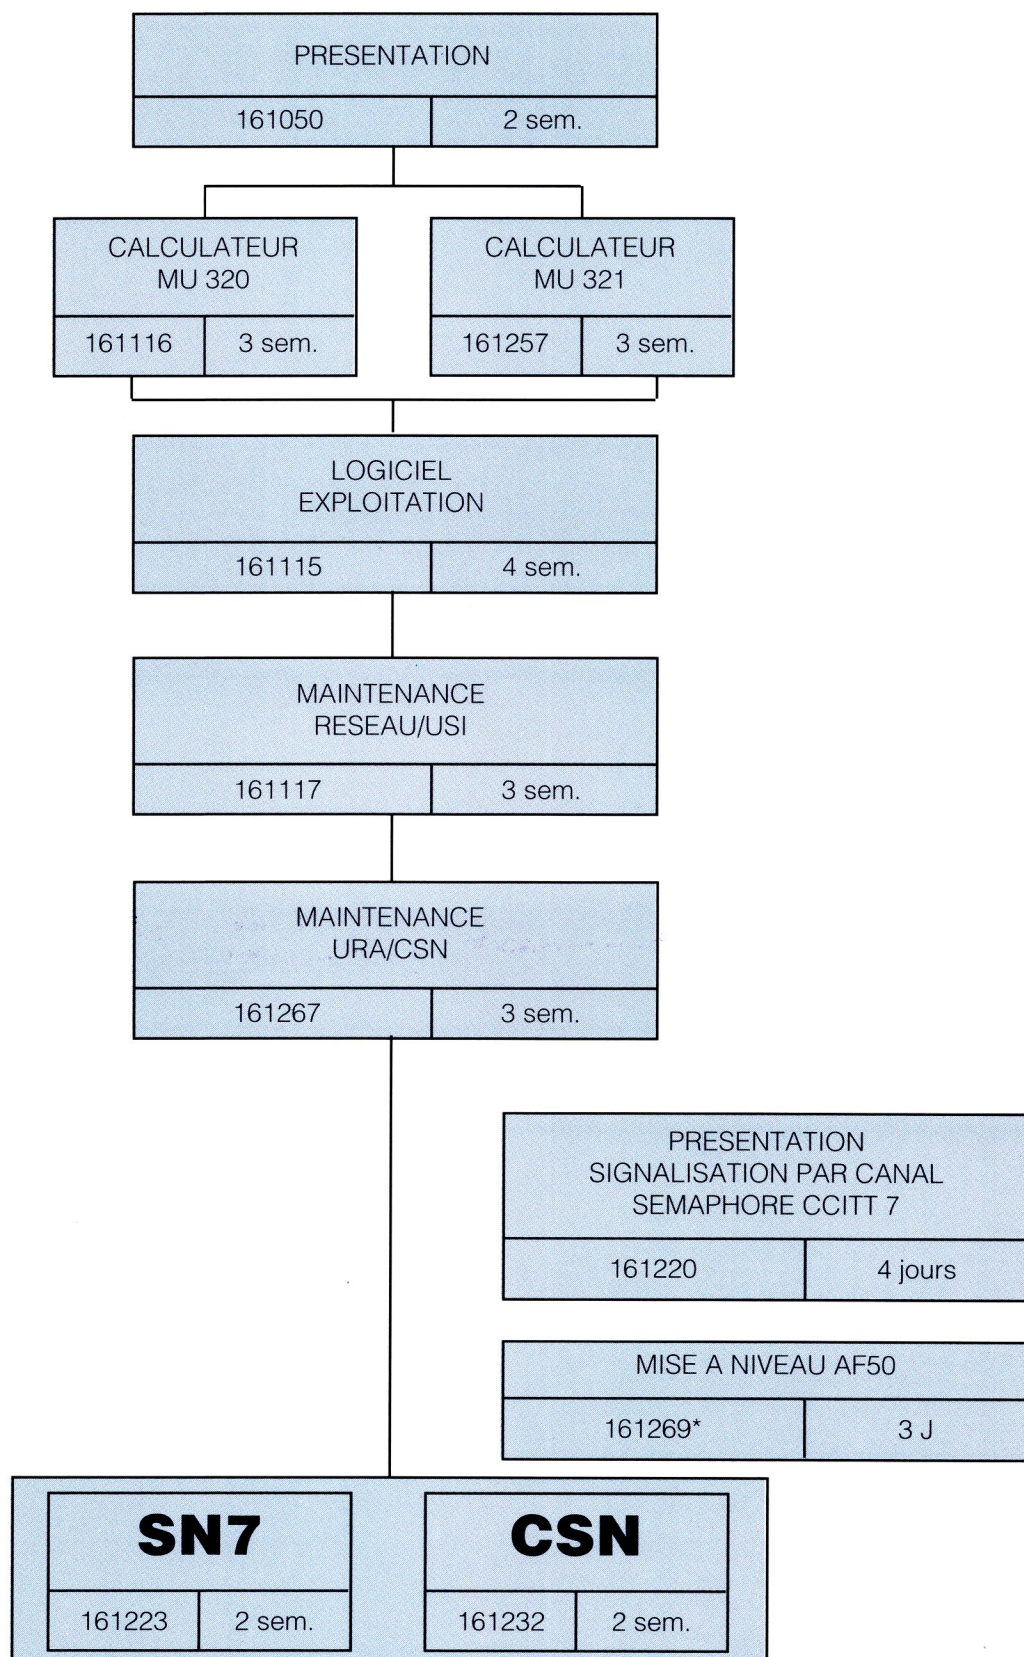 PRESENTATION
161050 2 sem.
CALCULATEUR
MU 320
161116 3 sem.
CALCULATEUR
MU 321
161257 3 sem.
LOGICIEL
EXPLOITATION
161115 4 sem.
MAINTENANCE
RESEAU/USI
161117 3 sem.
MAINTENANCE
URA/CSN
161267 3 sem.
PRESENTATION
SIGNALISATION PAR CANAL
SEMAPHORE CCITT 7
161220 4 jours
MISE A NIVEAU AF50
161269* 3 J
SN7
161223 2 sem.
CSN
161232 2 sem.